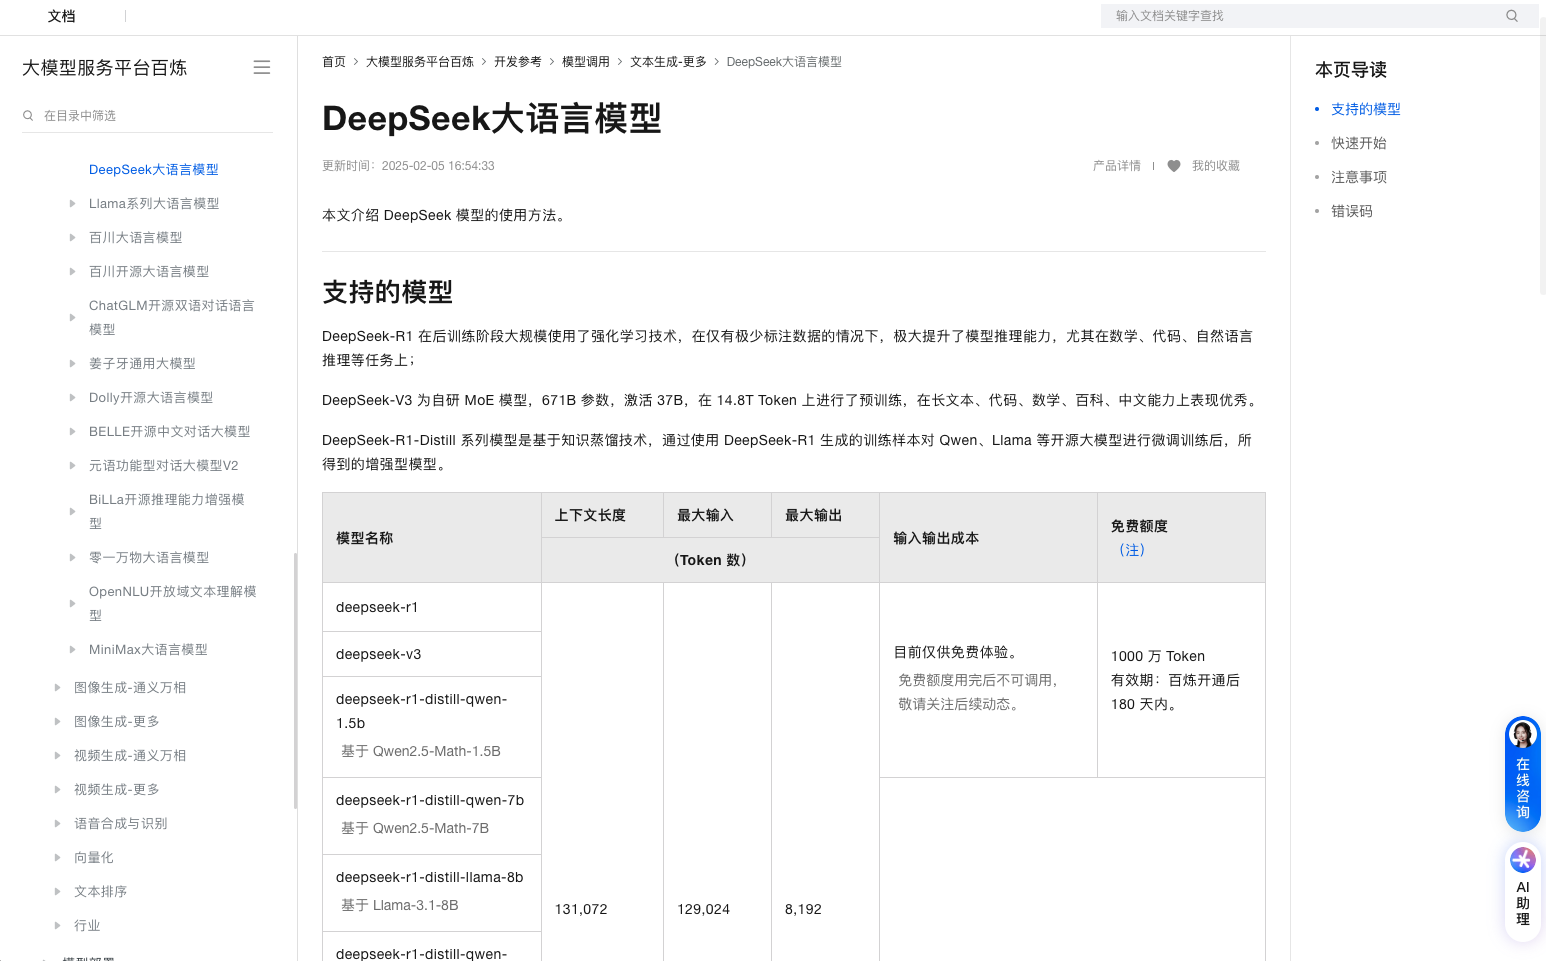 文档
输入文档关键字查找
大模型服务平台百炼
在目录中筛选
DeepSeek大语言模型
Llama系列大语言模型
百川大语言模型
百川开源大语言模型
ChatGLM开源双语对话语言
模型
姜子牙通用大模型
Dolly开源大语言模型
BELLE开源中文对话大模型
元语功能型对话大模型V2
BiLLa开源推理能力增强模
型
零一万物大语言模型
OpenNLU开放域文本理解模
型
MiniMax大语言模型
图像生成-通义万相
图像生成-更多
视频生成-通义万相
视频生成-更多
语音合成与识别
向量化
文本排序
行业
模型部署
首页 > 大模型服务平台百炼 > 开发参考 > 模型调用 > 文本生成-更多 > DeepSeek大语言模型
DeepSeek大语言模型
更新时间：2025-02-05 16:54:33
产品详情 | 我的收藏
本文介绍 DeepSeek 模型的使用方法。
支持的模型
DeepSeek-R1 在后训练阶段大规模使用了强化学习技术，在仅有极少标注数据的情况下，极大提升了模型推理能力，尤其在数学、代码、自然语言
推理等任务上；
DeepSeek-V3 为自研 MoE 模型，671B 参数，激活 37B，在 14.8T Token 上进行了预训练，在长文本、代码、数学、百科、中文能力上表现优秀。
DeepSeek-R1-Distill 系列模型是基于知识蒸馏技术，通过使用 DeepSeek-R1 生成的训练样本对 Qwen、Llama 等开源大模型进行微调训练后，所
得到的增强型模型。
模型名称
上下文长度
最大输入
最大输出
（Token 数）
输入输出成本
免费额度
（注）
deepseek-r1
deepseek-v3
deepseek-r1-distill-qwen-
1.5b
基于 Qwen2.5-Math-1.5B
deepseek-r1-distill-qwen-7b
基于 Qwen2.5-Math-7B
deepseek-r1-distill-llama-8b
基于 Llama-3.1-8B
deepseek-r1-distill-qwen-
131,072
129,024
8,192
目前仅供免费体验。
免费额度用完后不可调用，
敬请关注后续动态。
1000 万 Token
有效期：百炼开通后
180 天内。
本页导读
支持的模型
快速开始
注意事项
错误码
在线咨询
AI助理